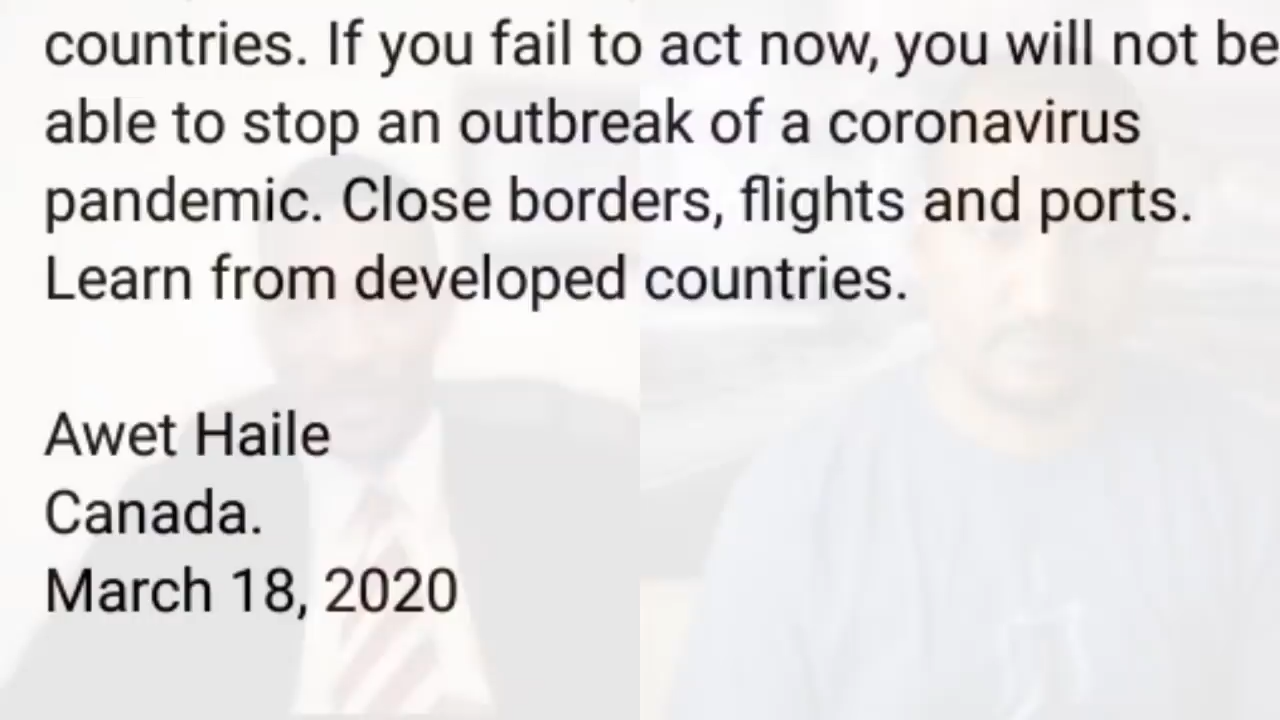 countries. If you fail to act now, you will not be
able to stop an outbreak of a coronavirus
pandemic. Close borders, flights and ports.
Learn from developed countries.
Awet Haile
Canada.
March 18, 2020